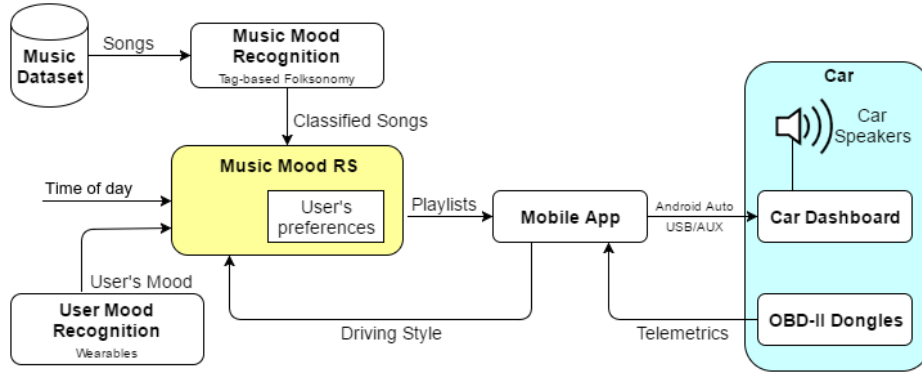 Music
Dataset
Songs
Music Mood
Recognition
Tag-based Folksonomy
Classified Songs
Music Mood RS
User's
preferences
Time of day
User's Mood
User Mood
Recognition
Wearables
Playlists
Mobile App
Driving Style
Android Auto
USB/AUX
Telemetrics
Car
Car
Speakers
Car Dashboard
OBD-II Dongles